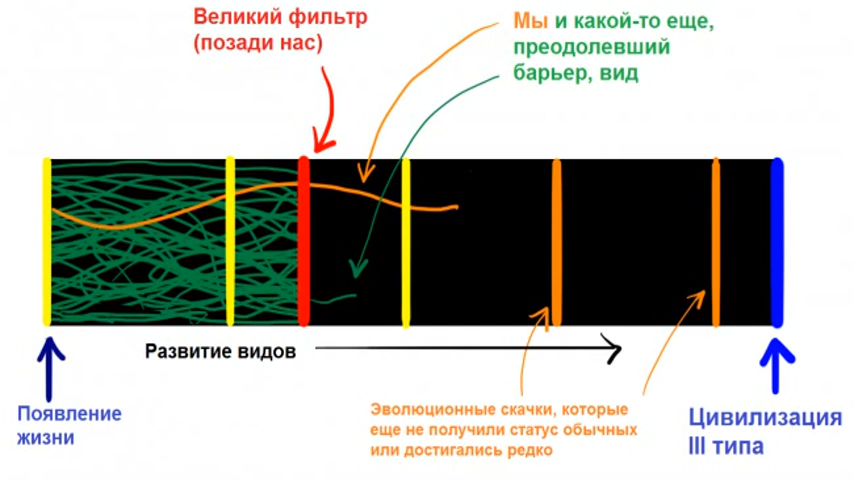 Великий фильтр
(позади нас)
Мы и какой-то еще,
преодолевший
барьер, вид
Развитие видов
Появление
жизни
Эволюционные скачки, которые
еще не получили статус обычных
или достигались редко
Цивилизация
III типа